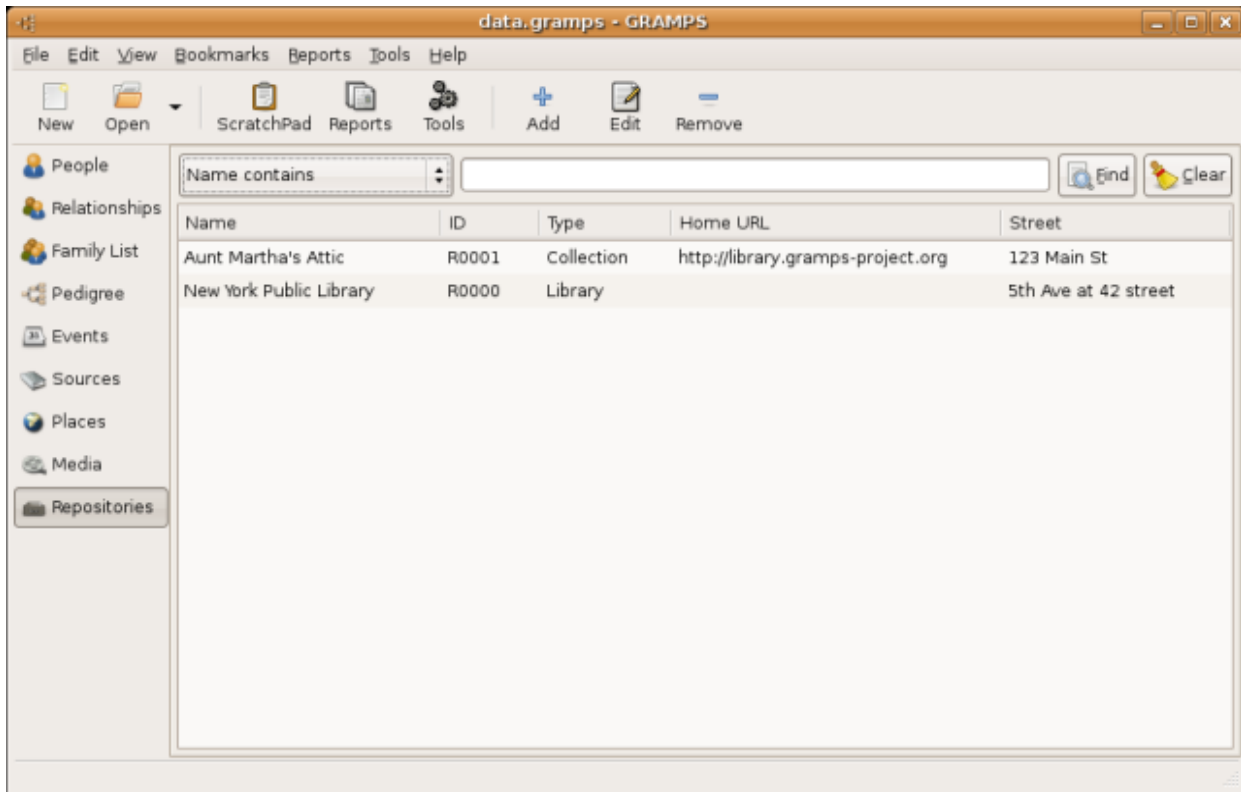 data.gramps - GRAMPS
File Edit View Bookmarks Reports Tools Help
New Open ScratchPad Reports Tools Add Edit Remove
People
Relationships
Family List
Pedigree
Events
Sources
Places
Media
Repositories
Name contains Find Clear
Name ID Type Home URL Street
Aunt Martha's Attic R0001 Collection http://library.gramps-project.org 123 Main St
New York Public Library R0000 Library 5th Ave at 42 street